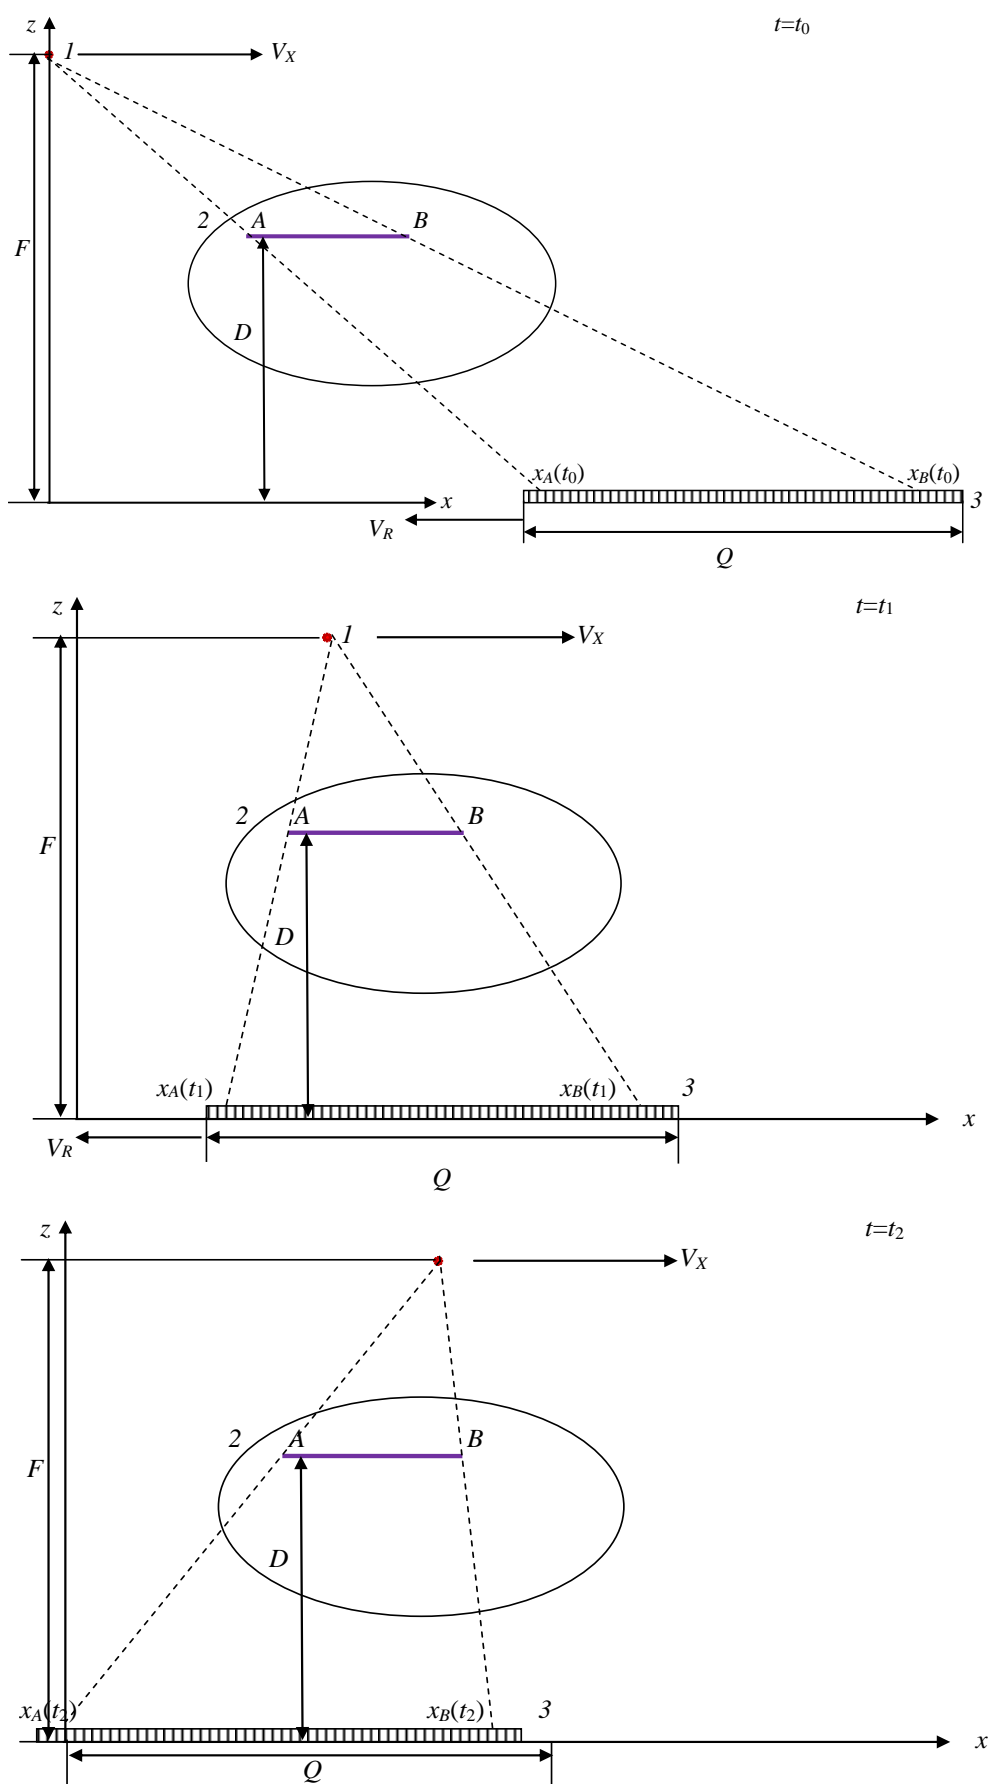 z
t=t0
1
VX
2
A
B
F
D
xA(t0)
xB(t0)
x
3
VR
Q
z
t=t1
1
VX
2
A
B
F
D
xA(t1)
xB(t1)
3
x
VR
Q
z
t=t2
VX
2
A
B
F
D
xA(t2)
xB(t2)
3
x
Q